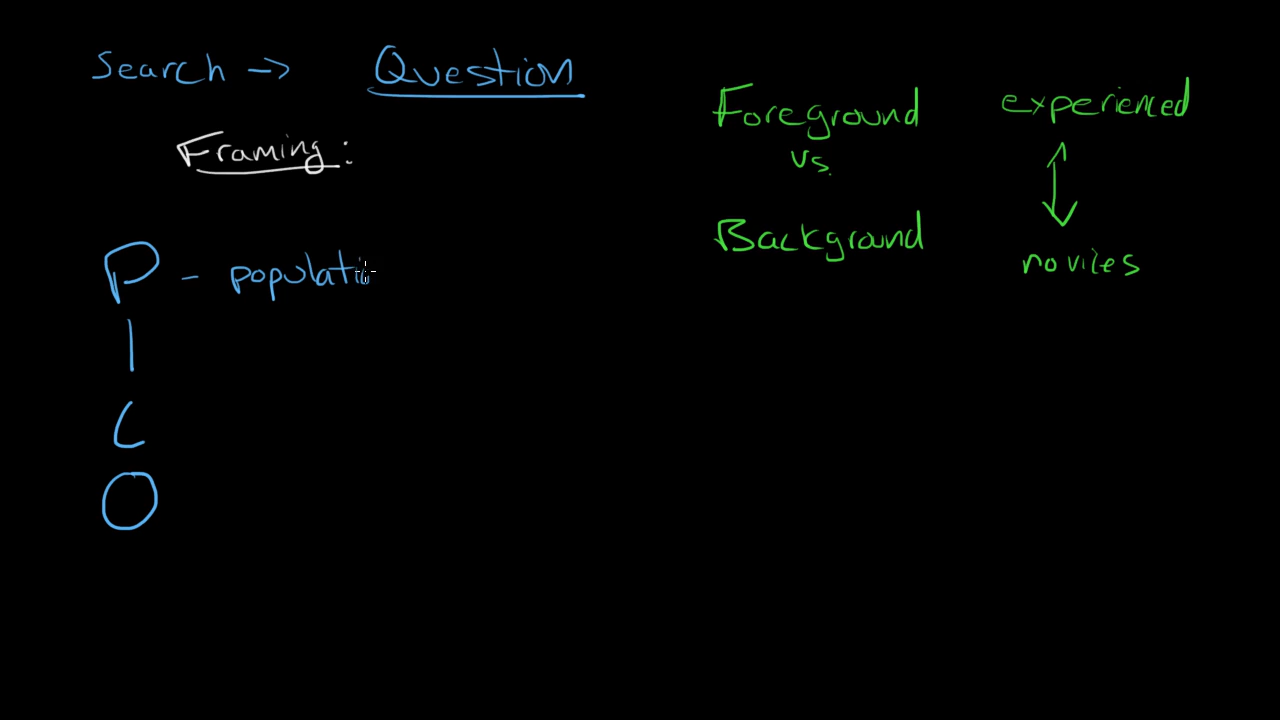 Search -> Question
Framing:
P - populati
I
C
O
Foreground
vs.
Background
experienced
novices